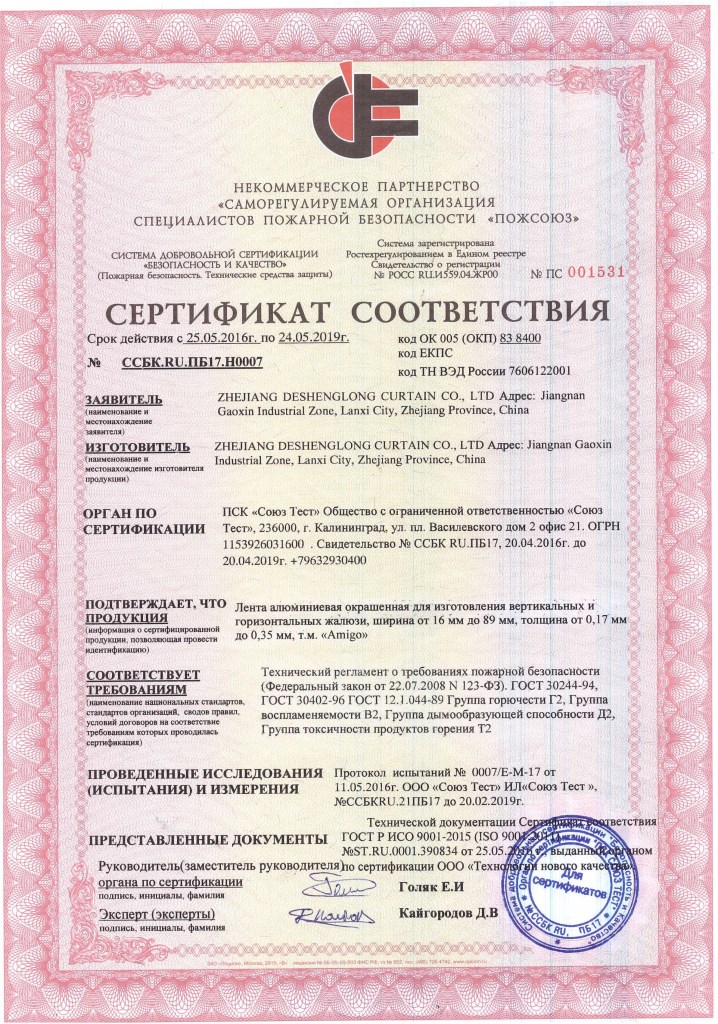 НЕКОММЕРЧЕСКОЕ ПАРТНЕРСТВО
«САМОРЕГУЛИРУЕМАЯ ОРГАНИЗАЦИЯ
СПЕЦИАЛИСТОВ ПОЖАРНОЙ БЕЗОПАСНОСТИ «ПОЖСОЮЗ»
СИСТЕМА ДОБРОВОЛЬНОЙ СЕРТИФИКАЦИИ
«БЕЗОПАСНОСТЬ И КАЧЕСТВО»
(Пожарная безопасность. Технические средства защиты)
Система зарегистрирована
Ростехрегулированием в Едином реестре
Свидетельство о регистрации
№ РОСС RU.И559.04.ЖР00
№ ПС 001531
СЕРТИФИКАТ СООТВЕТСТВИЯ
Срок действия с 25.05.2016г. по 24.05.2019г.
№ ССБК.RU.ПБ17.Н0007
код ОК 005 (ОКП) 83 8400
код ЕКПС
код ТН ВЭД России 7606122001
ЗАЯВИТЕЛЬ
(наименование и
местонахождение
заявителя)
ZHEJIANG DESHENGLONG CURTAIN CO., LTD Адрес: Jiangnan
Gaoxin Industrial Zone, Lanxi City, Zhejiang Province, China
ИЗГОТОВИТЕЛЬ
(наименование и
местонахождение изготовителя
продукции)
ZHEJIANG DESHENGLONG CURTAIN CO., LTD Адрес: Jiangnan Gaoxin
Industrial Zone, Lanxi City, Zhejiang Province, China
ОРГАН ПО
СЕРТИФИКАЦИИ
ПСК «Союз Тест» Общество с ограниченной ответственностью «Союз
Тест», 236000, г. Калининград, ул. пл. Василевского дом 2 офис 21. ОГРН
1153926031600 . Свидетельство № ССБК RU.ПБ17, 20.04.2016г. до
20.04.2019г. +79632930400
ПОДТВЕРЖДАЕТ, ЧТО
ПРОДУКЦИЯ
(информация о сертифицированной
продукции, позволяющая провести
идентификацию)
Лента алюминиевая окрашенная для изготовления вертикальных и
горизонтальных жалюзи, ширина от 16 мм до 89 мм, толщина от 0,17 мм
до 0,35 мм, т.м. «Amigo»
СООТВЕТСТВУЕТ
ТРЕБОВАНИЯМ
(наименование национальных стандартов,
стандартов организаций, сводов правил,
условий договоров на соответствие
требованиям которых проводилась
сертификация)
Технический регламент о требованиях пожарной безопасности
(Федеральный закон от 22.07.2008 N 123-ФЗ). ГОСТ 30244-94,
ГОСТ 30402-96 ГОСТ 12.1.044-89 Группа горючести Г2, Группа
воспламеняемости В2, Группа дымообразующей способности Д2,
Группа токсичности продуктов горения Т2
ПРОВЕДЕННЫЕ ИССЛЕДОВАНИЯ
(ИСПЫТАНИЯ) И ИЗМЕРЕНИЯ
Протокол испытаний № 0007/Е-М-17 от
11.05.2016г. ООО «Союз Тест» ИЛ«Союз Тест »,
№ССБКRU.21ПБ17 до 20.02.2019г.
ПРЕДСТАВЛЕННЫЕ ДОКУМЕНТЫ
Технической документации Сертификат соответствия
ГОСТ Р ИСО 9001-2015 (ISO
№ST.RU.0001.390834 от 25.05. выданный органом
по сертификации ООО «Технологии нового качества»
Руководитель(заместитель руководителя)
органа по сертификации
подпись, инициалы, фамилия
Голяк Е.И
Эксперт (эксперты)
подпись, инициалы, фамилия
Кайгородов Д.В
Для
сертификатов
№ССБК RU. ПБ17